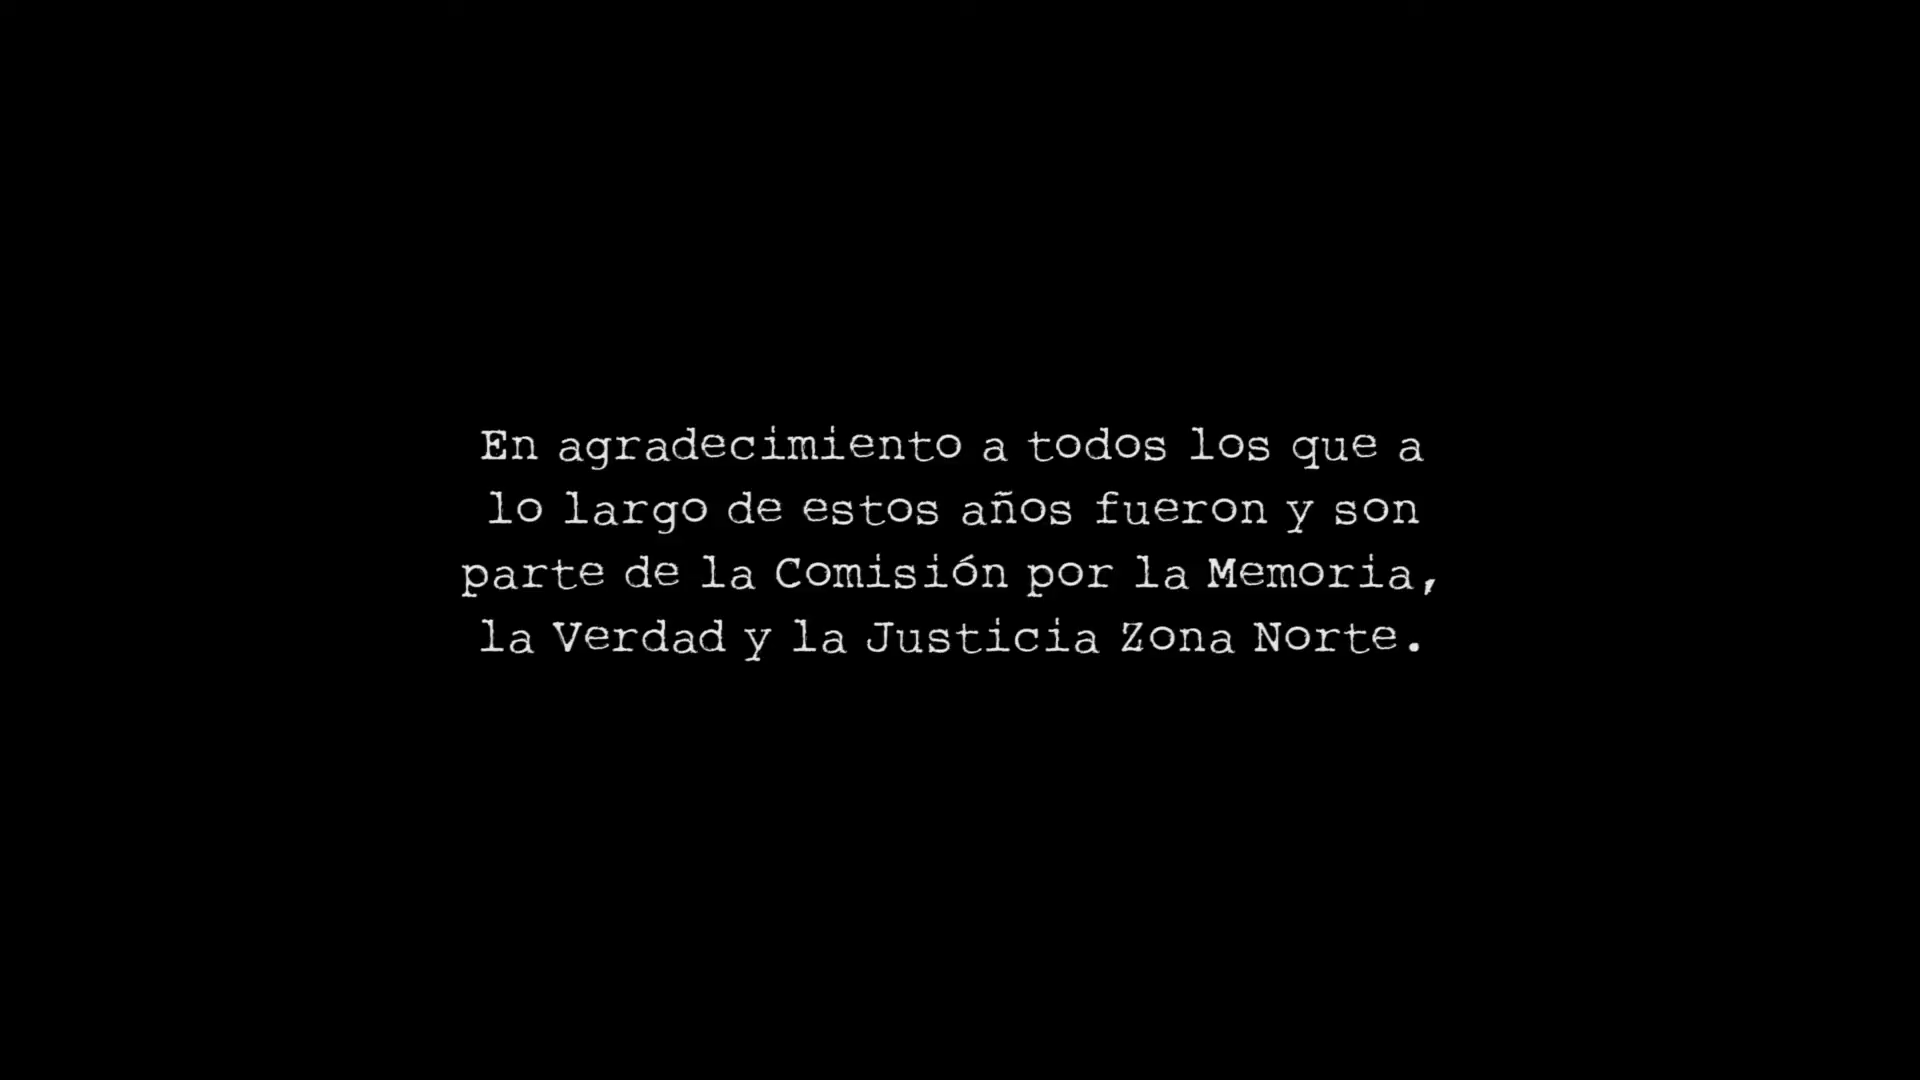 En agradecimiento a todos los que a
lo largo de estos años fueron y son
parte de la Comisión por la Memoria,
la Verdad y la Justicia Zona Norte.